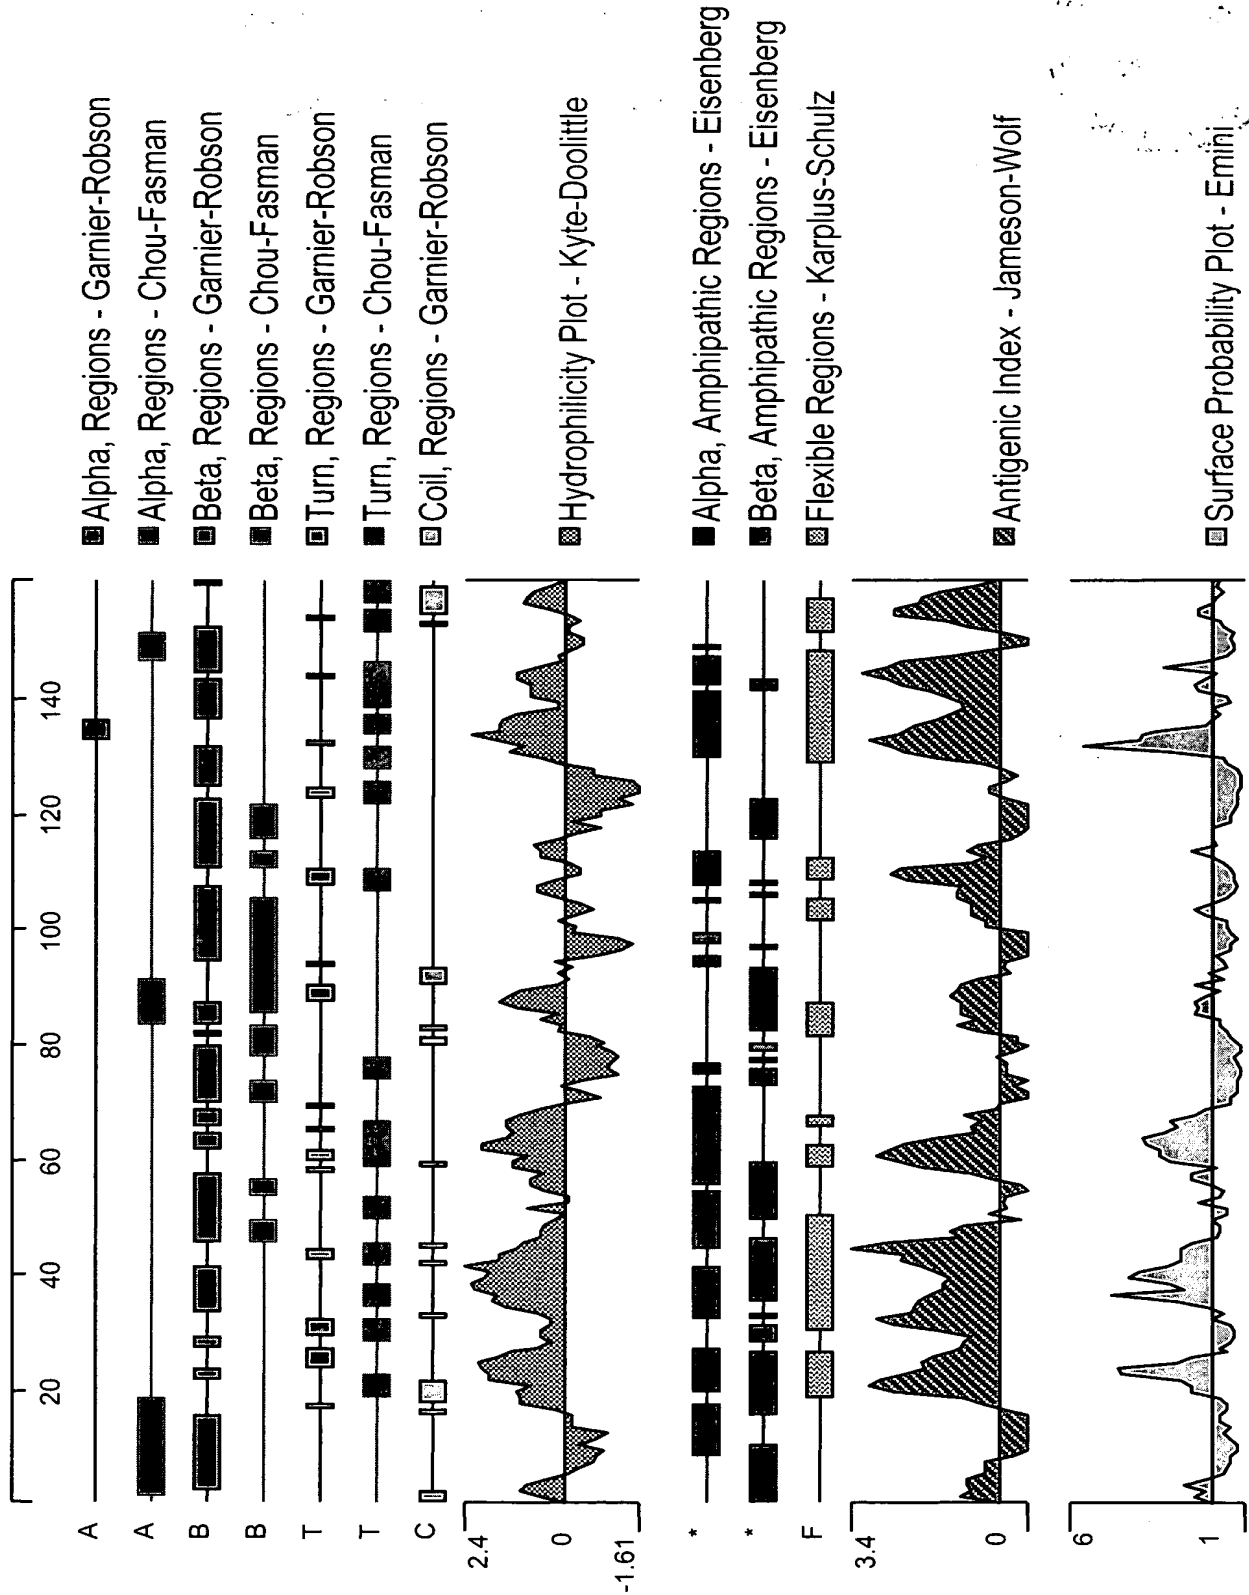 20 40 60 80 100 120 140
A Alpha, Regions - Garnier-Robson
A Alpha, Regions - Chou-Fasman
B Beta, Regions - Garnier-Robson
B Beta, Regions - Chou-Fasman
T Turn, Regions - Garnier-Robson
T Turn, Regions - Chou-Fasman
C Coil, Regions - Garnier-Robson
2.4
0 Hydrophilicity Plot - Kyte-Doolittle
-1.61
* Alpha, Amphipathic Regions - Eisenberg
* Beta, Amphipathic Regions - Eisenberg
F Flexible Regions - Karplus-Schulz
3.4
0 Antigenic Index - Jameson-Wolf
6
1 Surface Probability Plot - Emini